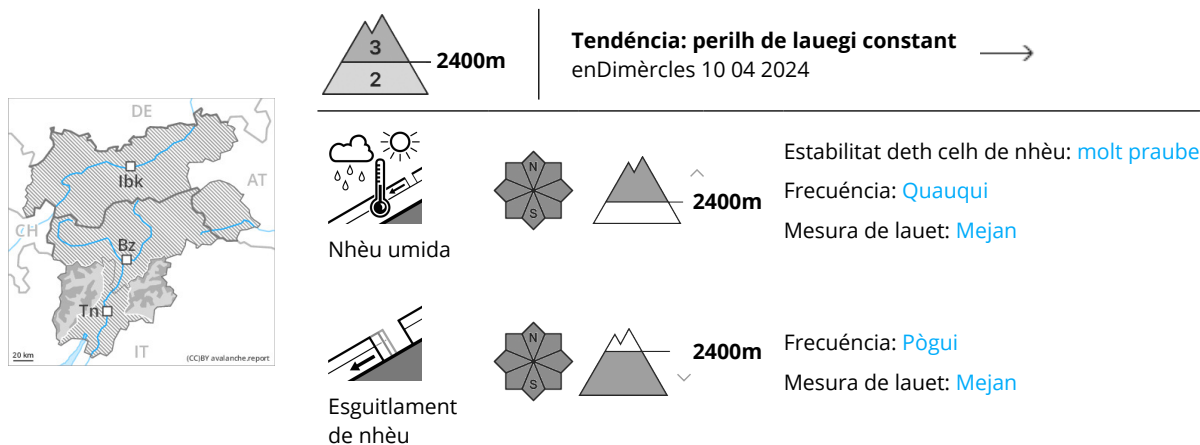 DE
Ibk
AT
CH
Bz
Tn
IT
20 km
(CC)BY avalanche.report
3
2
2400m
Tendéncia: perilh de lauegi constant
enDimèrcles 10 04 2024
Nhèu umida
N
S
2400m
Estabilitat deth celh de nhèu: molt praube
Frecuéncia: Quauqui
Mesura de lauet: Mejan
Esguitlament
de nhèu
N
S
2400m
Frecuéncia: Pògui
Mesura de lauet: Mejan